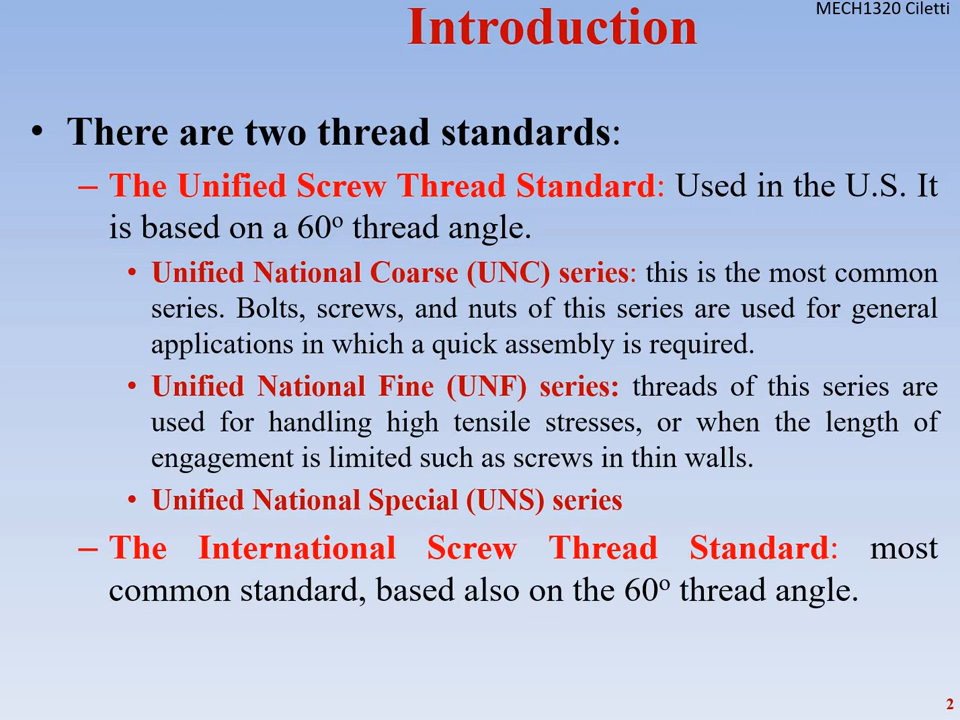 MECH1320 Ciletti
Introduction
• There are two thread standards:
– The Unified Screw Thread Standard: Used in the U.S. It
is based on a 60º thread angle.
• Unified National Coarse (UNC) series: this is the most common
series. Bolts, screws, and nuts of this series are used for general
applications in which a quick assembly is required.
• Unified National Fine (UNF) series: threads of this series are
used for handling high tensile stresses, or when the length of
engagement is limited such as screws in thin walls.
• Unified National Special (UNS) series
– The International Screw Thread Standard: most
common standard, based also on the 60º thread angle.
2